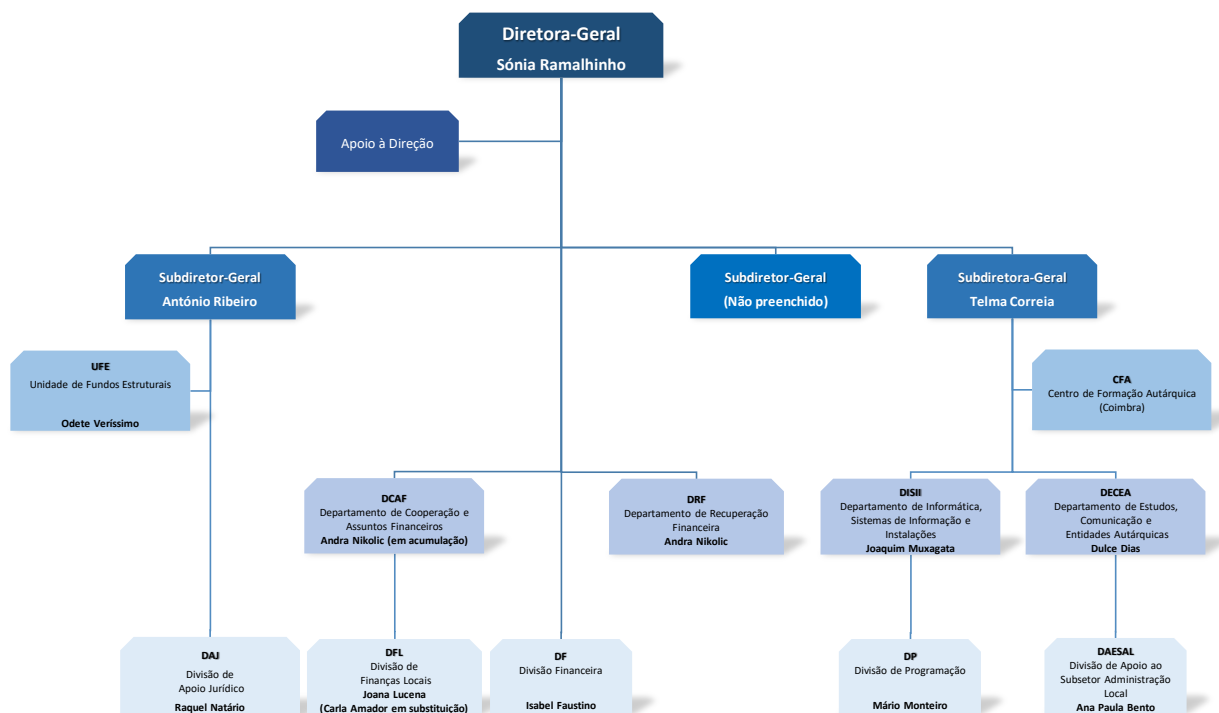 Diretora-Geral
Sónia Ramalhinho
Apoio à Direção
Subdiretor-Geral
António Ribeiro
Subdiretor-Geral
(Não preenchido)
Subdiretora-Geral
Telma Correia
UFE
Unidade de Fundos Estruturais
Odete Veríssimo
CFA
Centro de Formação Autárquica
(Coimbra)
DCAF
Departamento de Cooperação e
Assuntos Financeiros
Andra Nikolic (em acumulação)
DRF
Departamento de Recuperação
Financeira
Andra Nikolic
DISII
Departamento de Informática,
Sistemas de Informação e
Instalações
Joaquim Muxagata
DECEA
Departamento de Estudos,
Comunicação e
Entidades Autárquicas
Dulce Dias
DAJ
Divisão de
Apoio Jurídico
Raquel Natário
DFL
Divisão de
Finanças Locais
Joana Lucena
(Carla Amador em substituição)
DF
Divisão Financeira
Isabel Faustino
DP
Divisão de Programação
Mário Monteiro
DAESAL
Divisão de Apoio ao
Subsetor Administração
Local
Ana Paula Bento